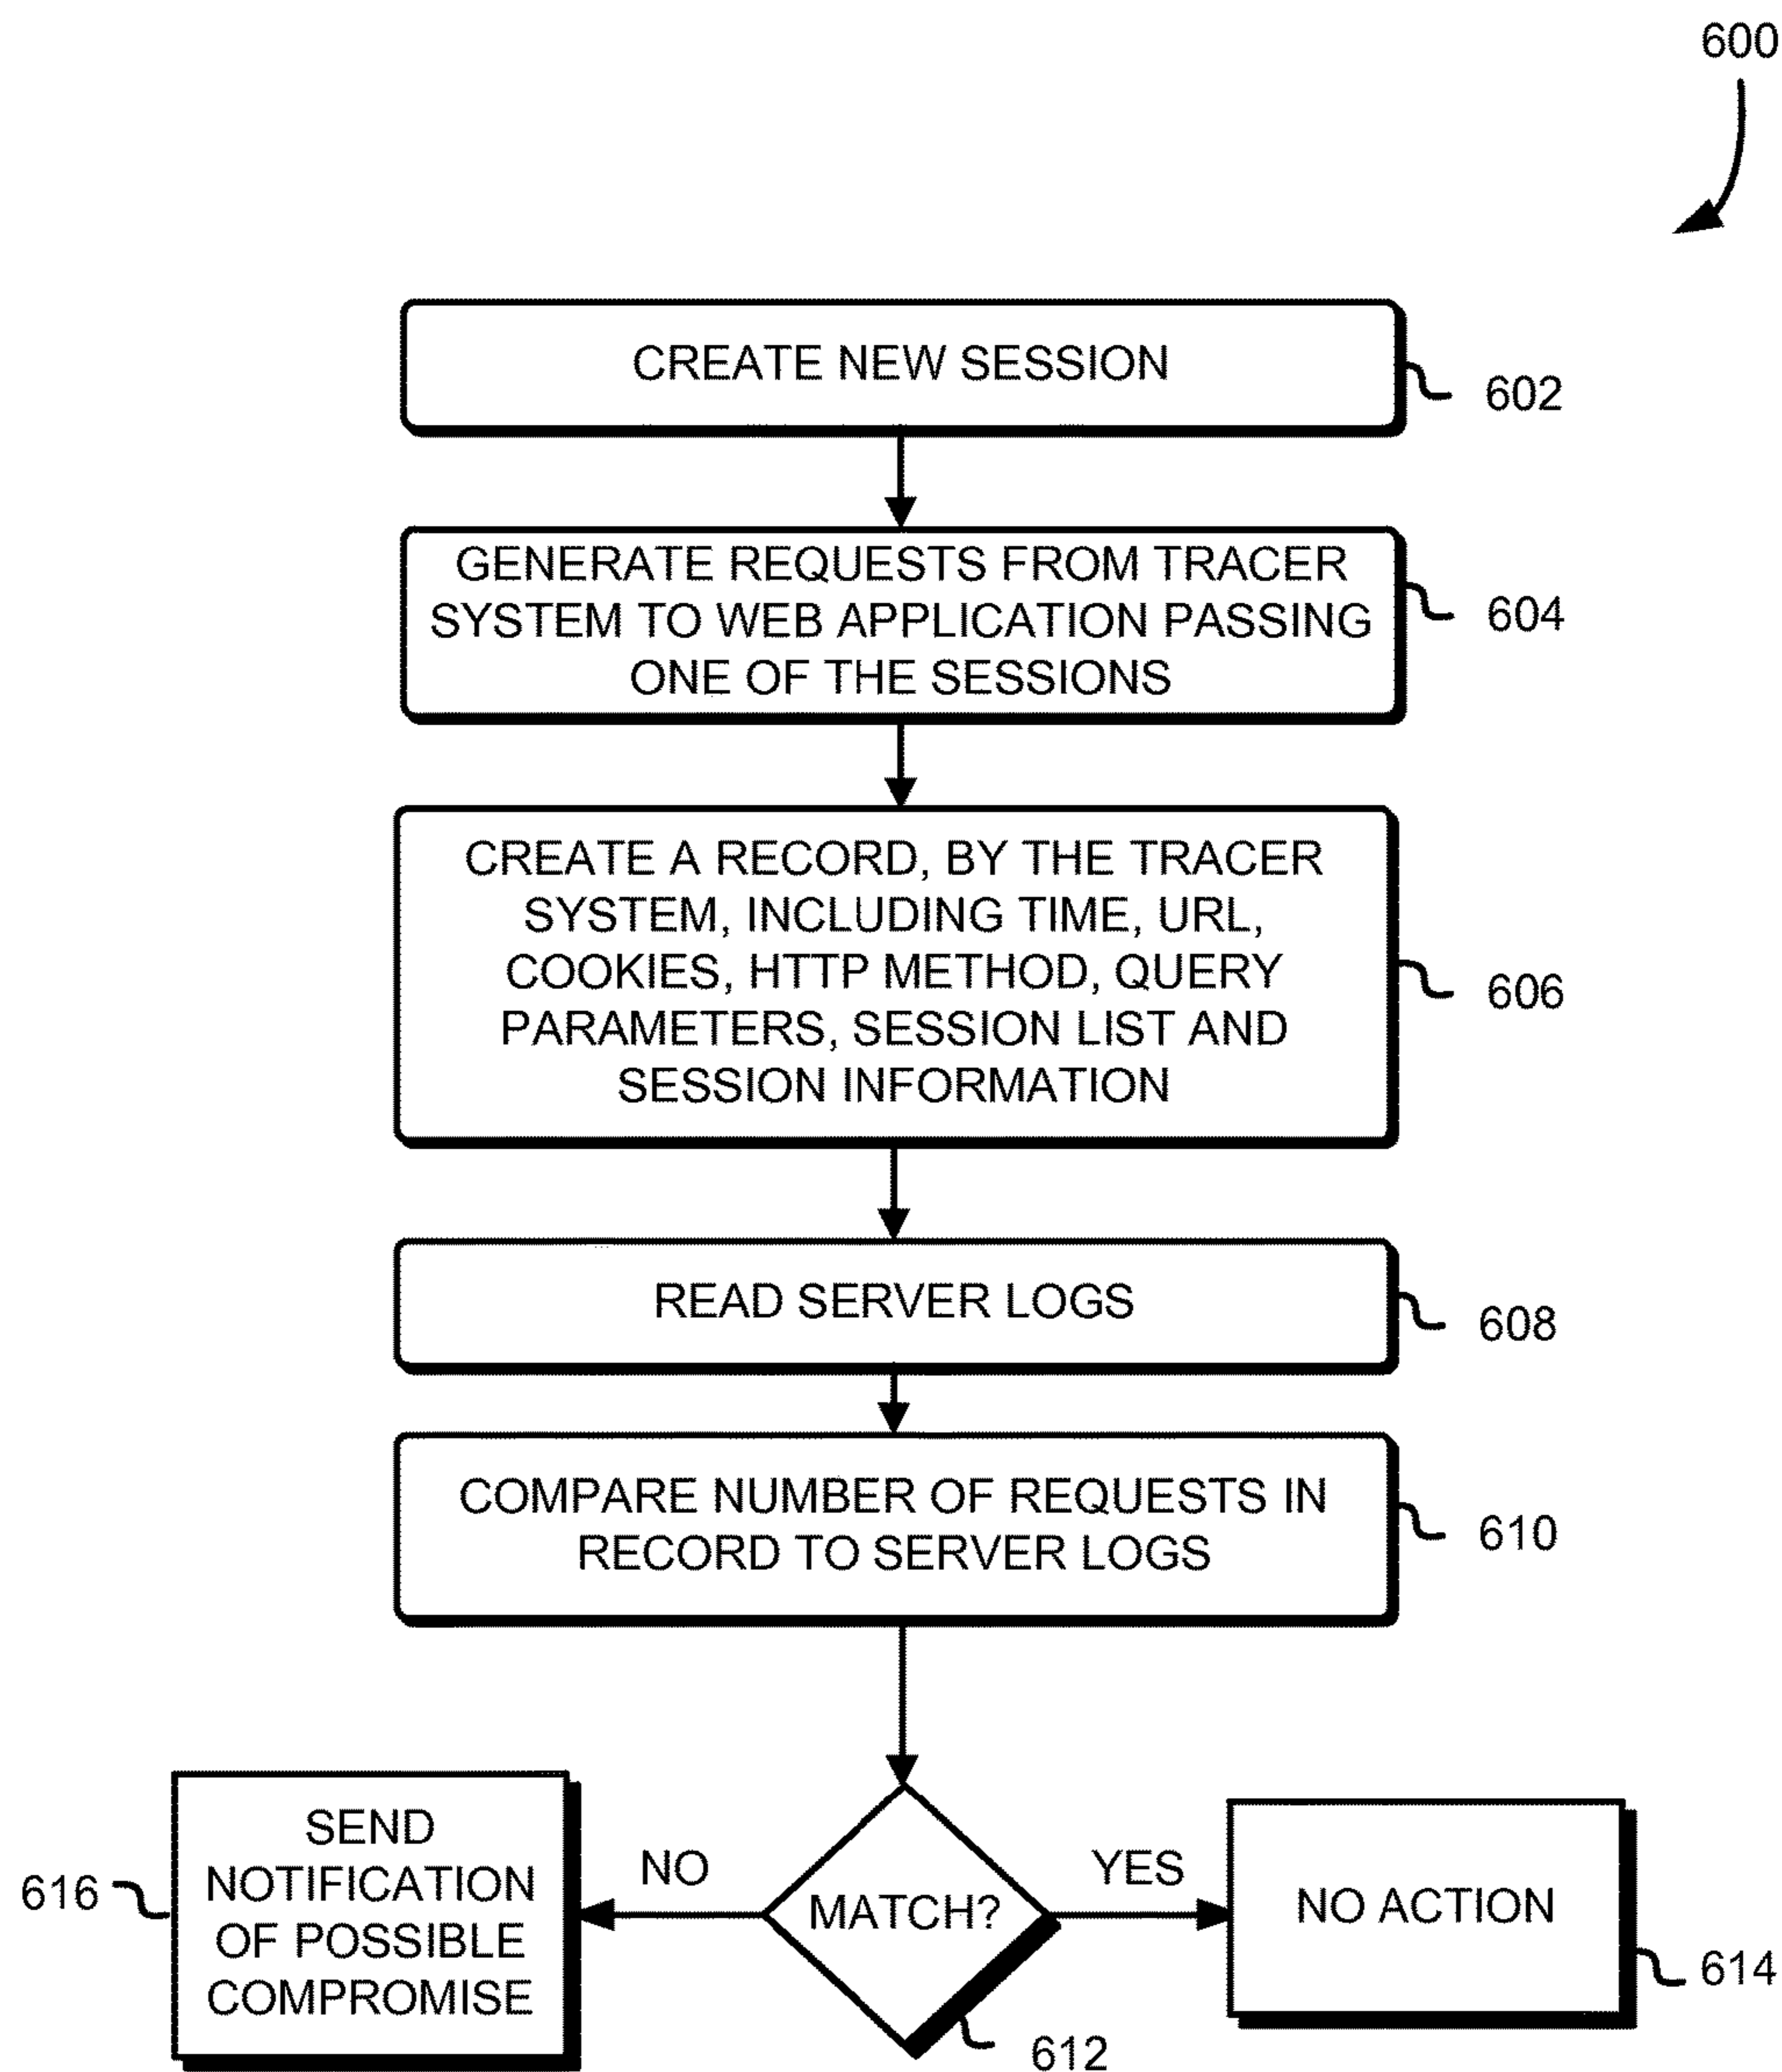 600
CREATE NEW SESSION
602
GENERATE REQUESTS FROM TRACER
SYSTEM TO WEB APPLICATION PASSING
ONE OF THE SESSIONS
604
CREATE A RECORD, BY THE TRACER
SYSTEM, INCLUDING TIME, URL,
COOKIES, HTTP METHOD, QUERY
PARAMETERS, SESSION LIST AND
SESSION INFORMATION
606
READ SERVER LOGS
608
COMPARE NUMBER OF REQUESTS IN
RECORD TO SERVER LOGS
610
SEND
NOTIFICATION
OF POSSIBLE
COMPROMISE
616
NO
MATCH?
612
YES
NO ACTION
614